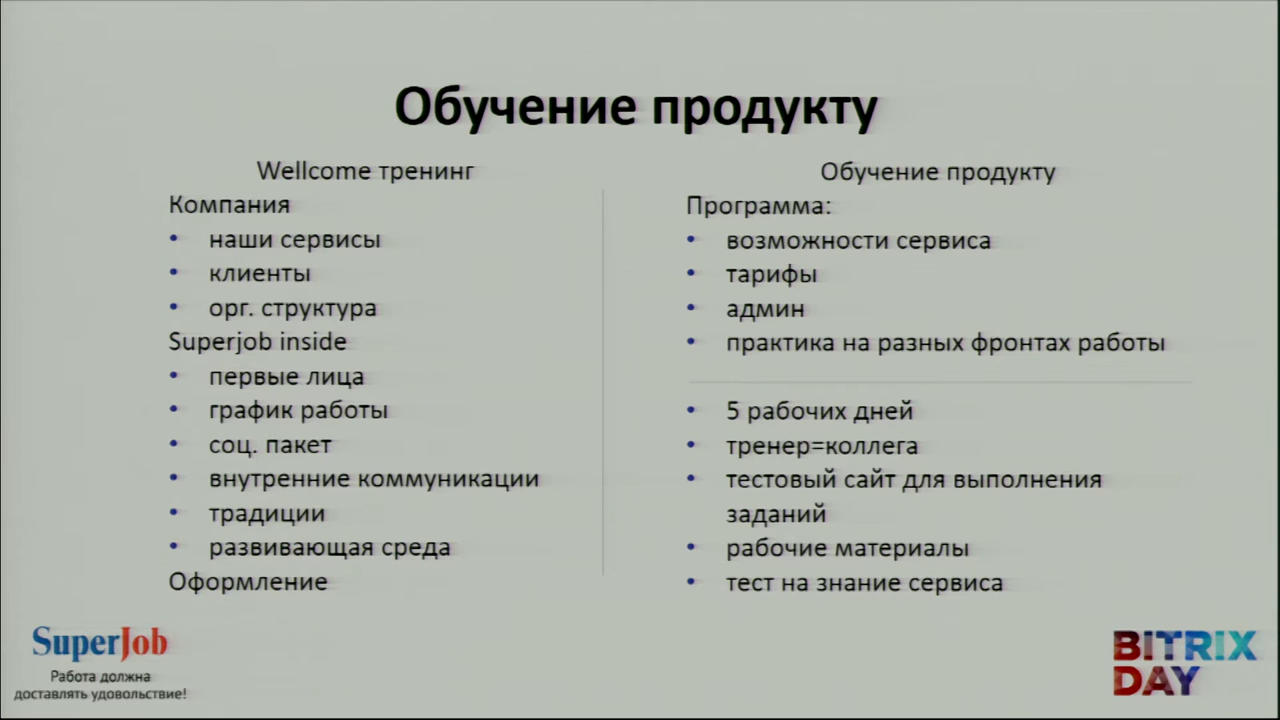 Обучение продукту
Wellcome тренинг
Компания
• наши сервисы
• клиенты
• орг. структура
Superjob inside
• первые лица
• график работы
• соц. пакет
• внутренние коммуникации
• традиции
• развивающая среда
Оформление
Обучение продукту
Программа:
• возможности сервиса
• тарифы
• админ
• практика на разных фронтах работы
• 5 рабочих дней
• тренер=коллега
• тестовый сайт для выполнения
заданий
• рабочие материалы
• тест на знание сервиса
SuperJob
Работа должна
доставлять удовольствие!
BITRIX
DAY